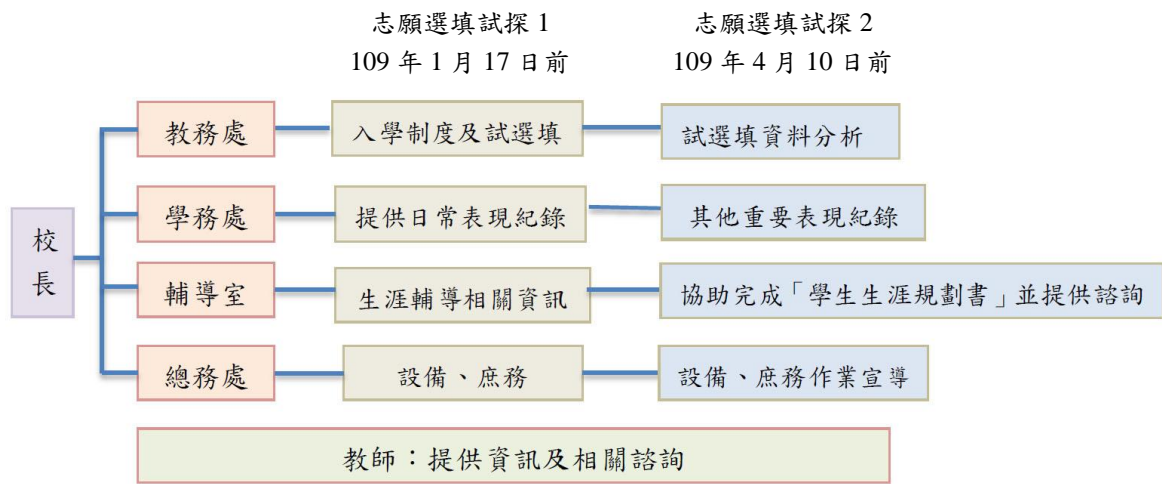 志願選填試探 1
109 年 1 月 17 日前
志願選填試探 2
109 年 4 月 10 日前
校長
教務處
入學制度及試選填
試選填資料分析
學務處
提供日常表現紀錄
其他重要表現紀錄
輔導室
生涯輔導相關資訊
協助完成「學生生涯規劃書」並提供諮詢
總務處
設備、庶務
設備、庶務作業宣導
教師：提供資訊及相關諮詢